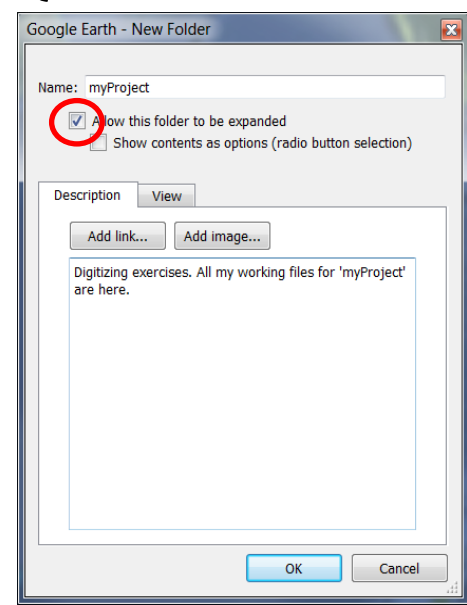 Google Earth - New Folder
Name: myProject
Allow this folder to be expanded
Show contents as options (radio button selection)
Description View
Add link... Add image...
Digitizing exercises. All my working files for 'myProject'
are here.
OK Cancel